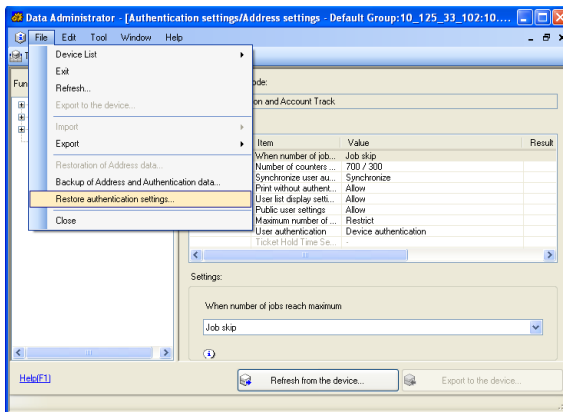 Data Administrator - [Authentication settings/Address settings - Default Group:10_125_33_102:10....
File Edit Tool Window Help
Device List
Exit
Refresh...
Export to the device...
Import
Export
Restoration of Address data...
Backup of Address and Authentication data...
Restore authentication settings...
Close
Fun
ode:
on and Account Track
Item Value Result
When number of job... Job skip
Number of counters ... 700 / 300
Synchronize user au... Synchronize
Print without authent... Allow
User list display setti... Allow
Public user settings Allow
Maximum number of ... Restrict
User authentication Device authentication
Ticket Hold Time Se... -
Settings:
When number of jobs reach maximum
Job skip
Help(F1)
Refresh from the device...
Export to the device...